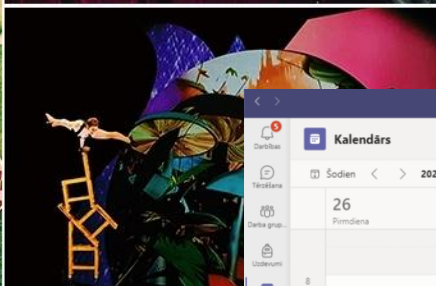 5
Darbības
Kalendārs
Tērzēšana
Šodien
202
Darba grup...
26
Pirmdiena
Uzdevumi
8